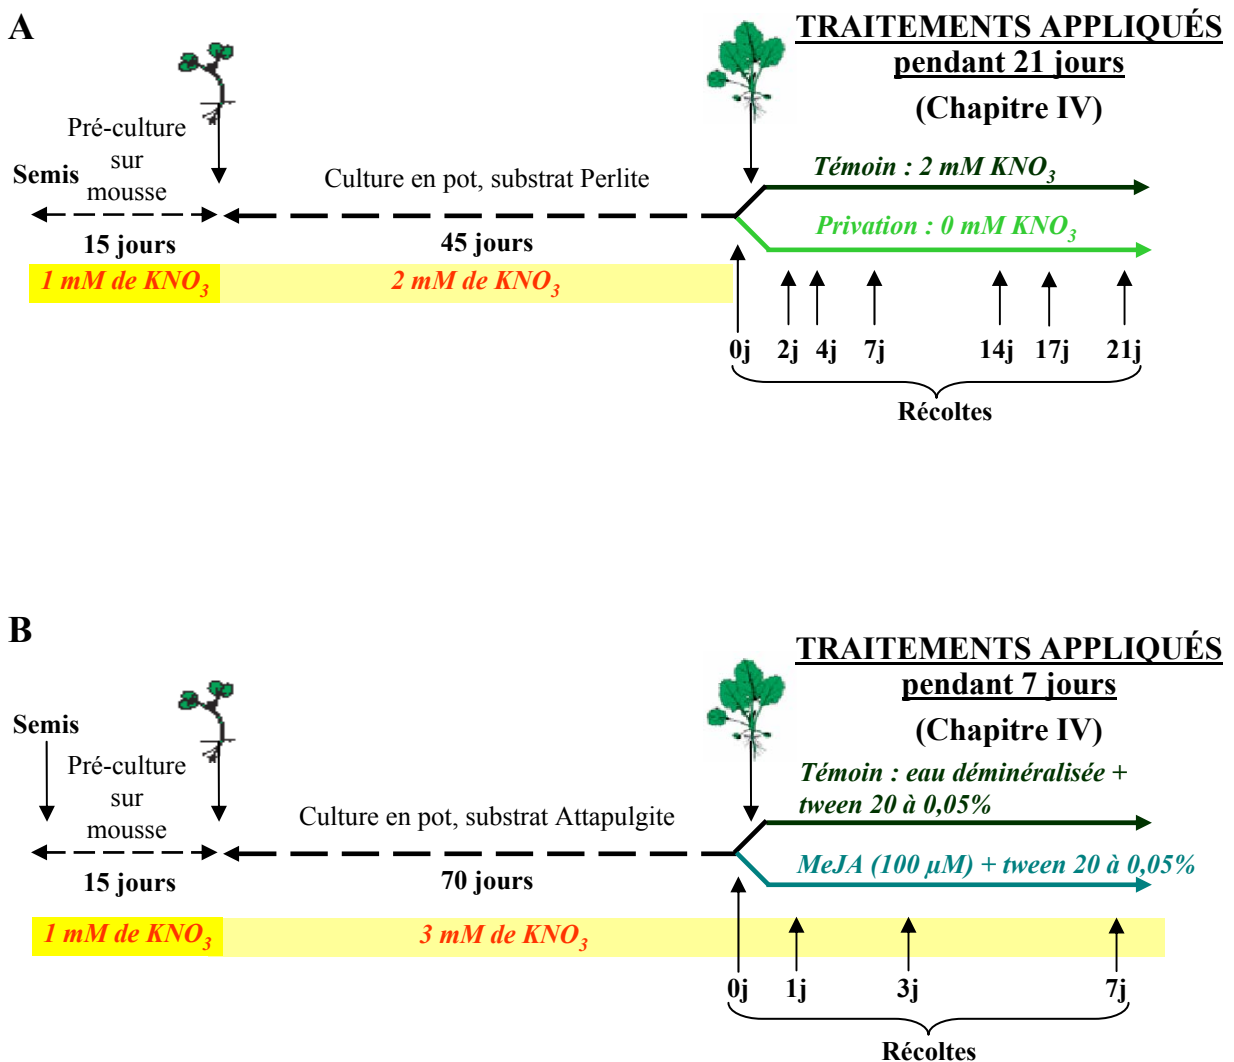 A
TRAITEMENTS APPLIQUÉS
pendant 21 jours
(Chapitre IV)
Pré-culture
sur
mousse
Semis
Culture en pot, substrat Perlite
Témoin : 2 mM KNO3
Privation : 0 mM KNO3
15 jours
45 jours
1 mM de KNO3
2 mM de KNO3
0j 2j 4j 7j 14j 17j 21j
Récoltes
B
TRAITEMENTS APPLIQUÉS
pendant 7 jours
(Chapitre IV)
Semis
Pré-culture
sur
mousse
Culture en pot, substrat Attapulgite
Témoin : eau déminéralisée +
tween 20 à 0,05%
MeJA (100 µM) + tween 20 à 0,05%
15 jours
70 jours
1 mM de KNO3
3 mM de KNO3
0j 1j 3j 7j
Récoltes